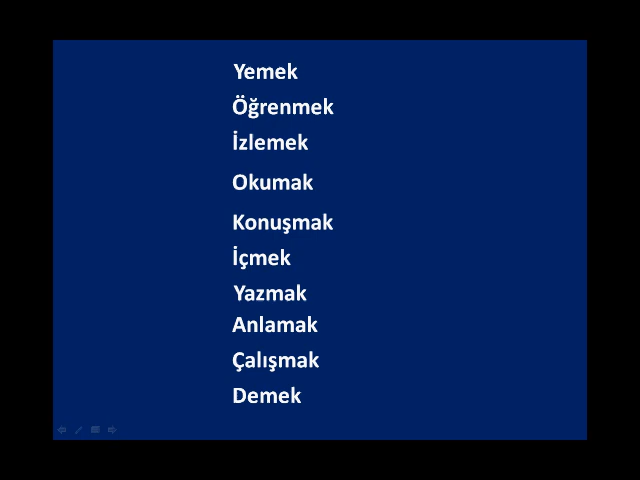 Yemek
Öğrenmek
İzlemek
Okumak
Konuşmak
İçmek
Yazmak
Anlamak
Çalışmak
Demek